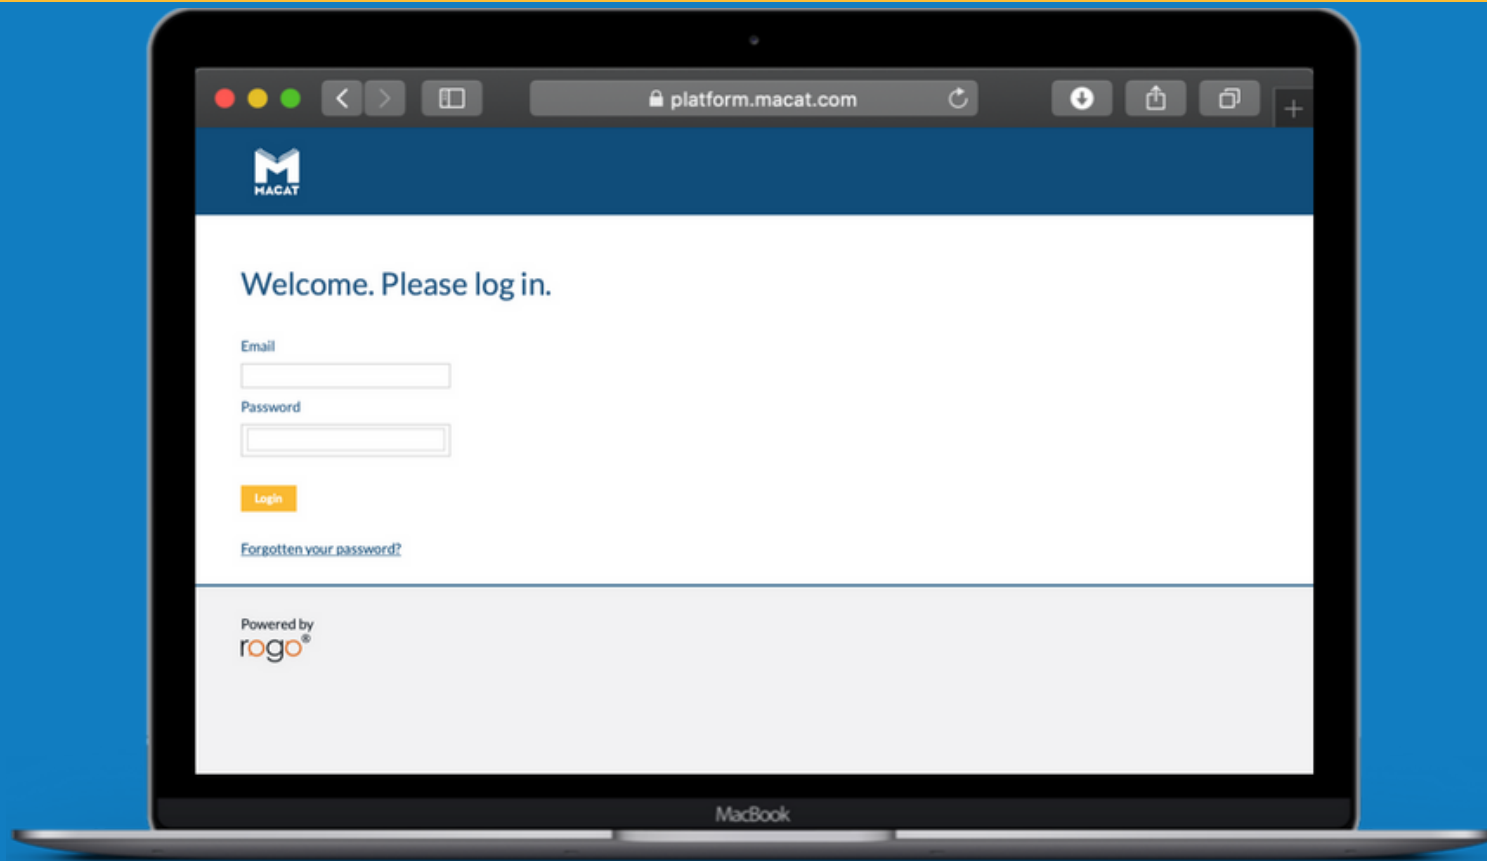 platform.macat.com
MACAT
Welcome. Please log in.
Email
Password
Login
Forgotten your password?
Powered by
rogo®
MacBook